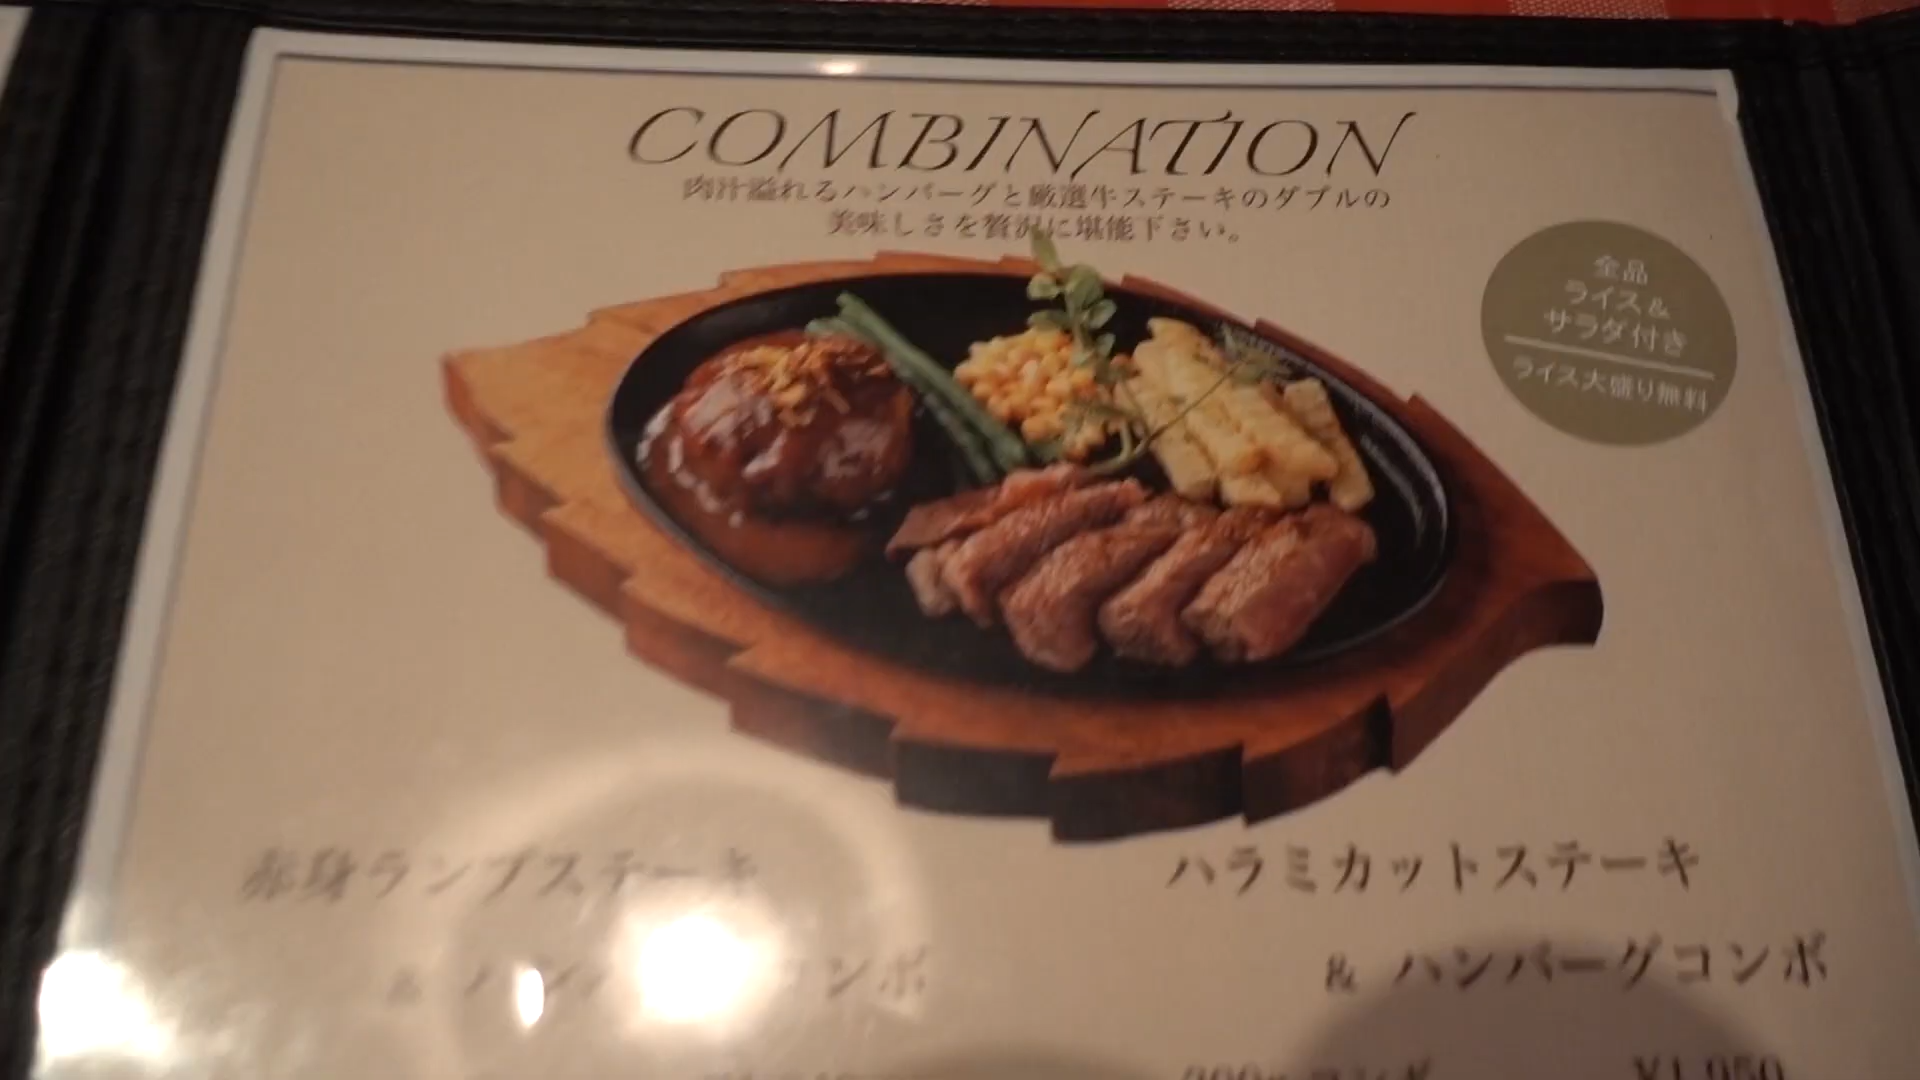 COMBINATION
肉汁溢れるハンバーグと厳選牛ステーキのダブルの
美味しさを贅沢に堪能下さい。
全品
ライス&
サラダ付き
ライス大盛り無料
赤身ランプステーキ
ハラミカットステーキ
& ハンバーグコンボ